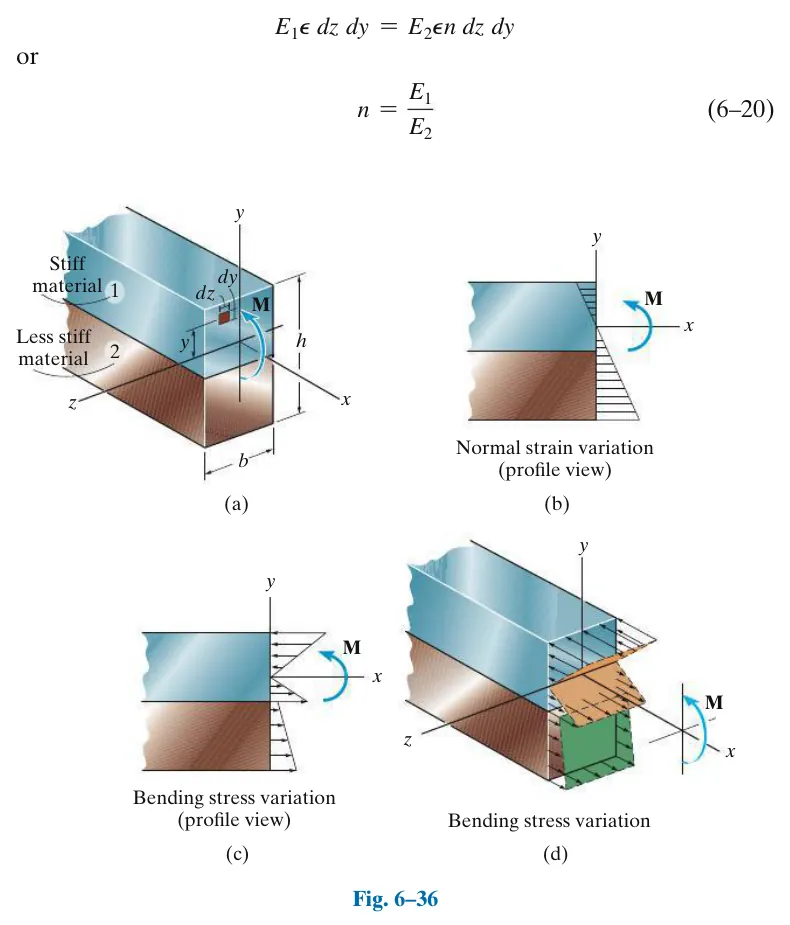 E₁ϵ dz dy = E₂ϵn dz dy
or
n = E₁/E₂ (6–20)
y
Stiff
material 1
dy
dz
M
Less stiff
material 2
y
h
z
x
b
(a)
y
M
x
Normal strain variation
(profile view)
(b)
y
M
x
Bending stress variation
(profile view)
(c)
y
M
z
x
Bending stress variation
(d)
Fig. 6–36